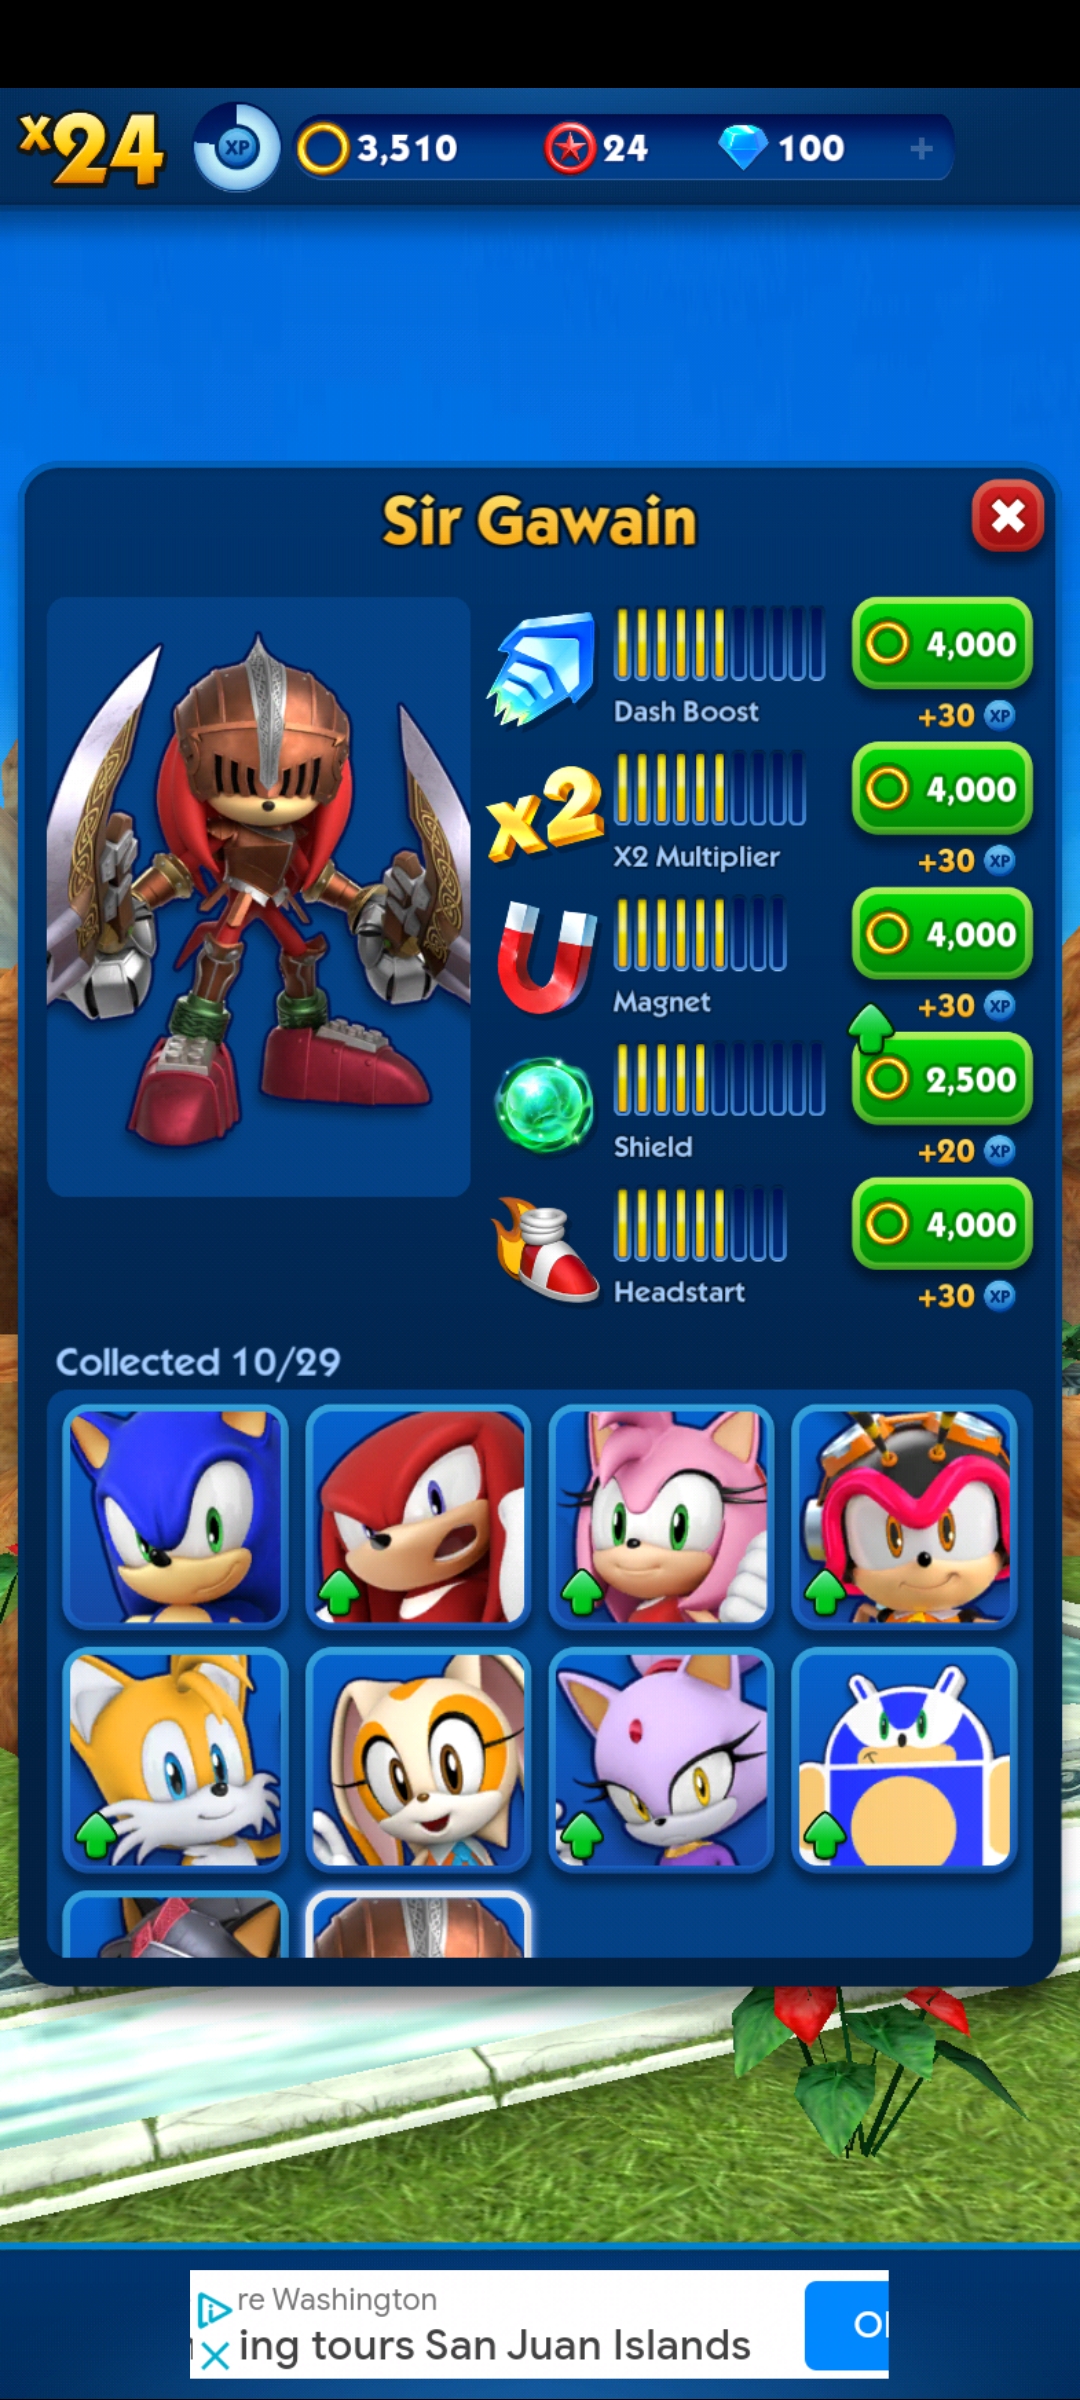 x24
XP
3,510
24
100
+
Sir Gawain
Dash Boost
4,000
+30 XP
x2
X2 Multiplier
4,000
+30 XP
Magnet
4,000
+30 XP
Shield
2,500
+20 XP
Headstart
4,000
+30 XP
Collected 10/29
re Washington
ing tours San Juan Islands